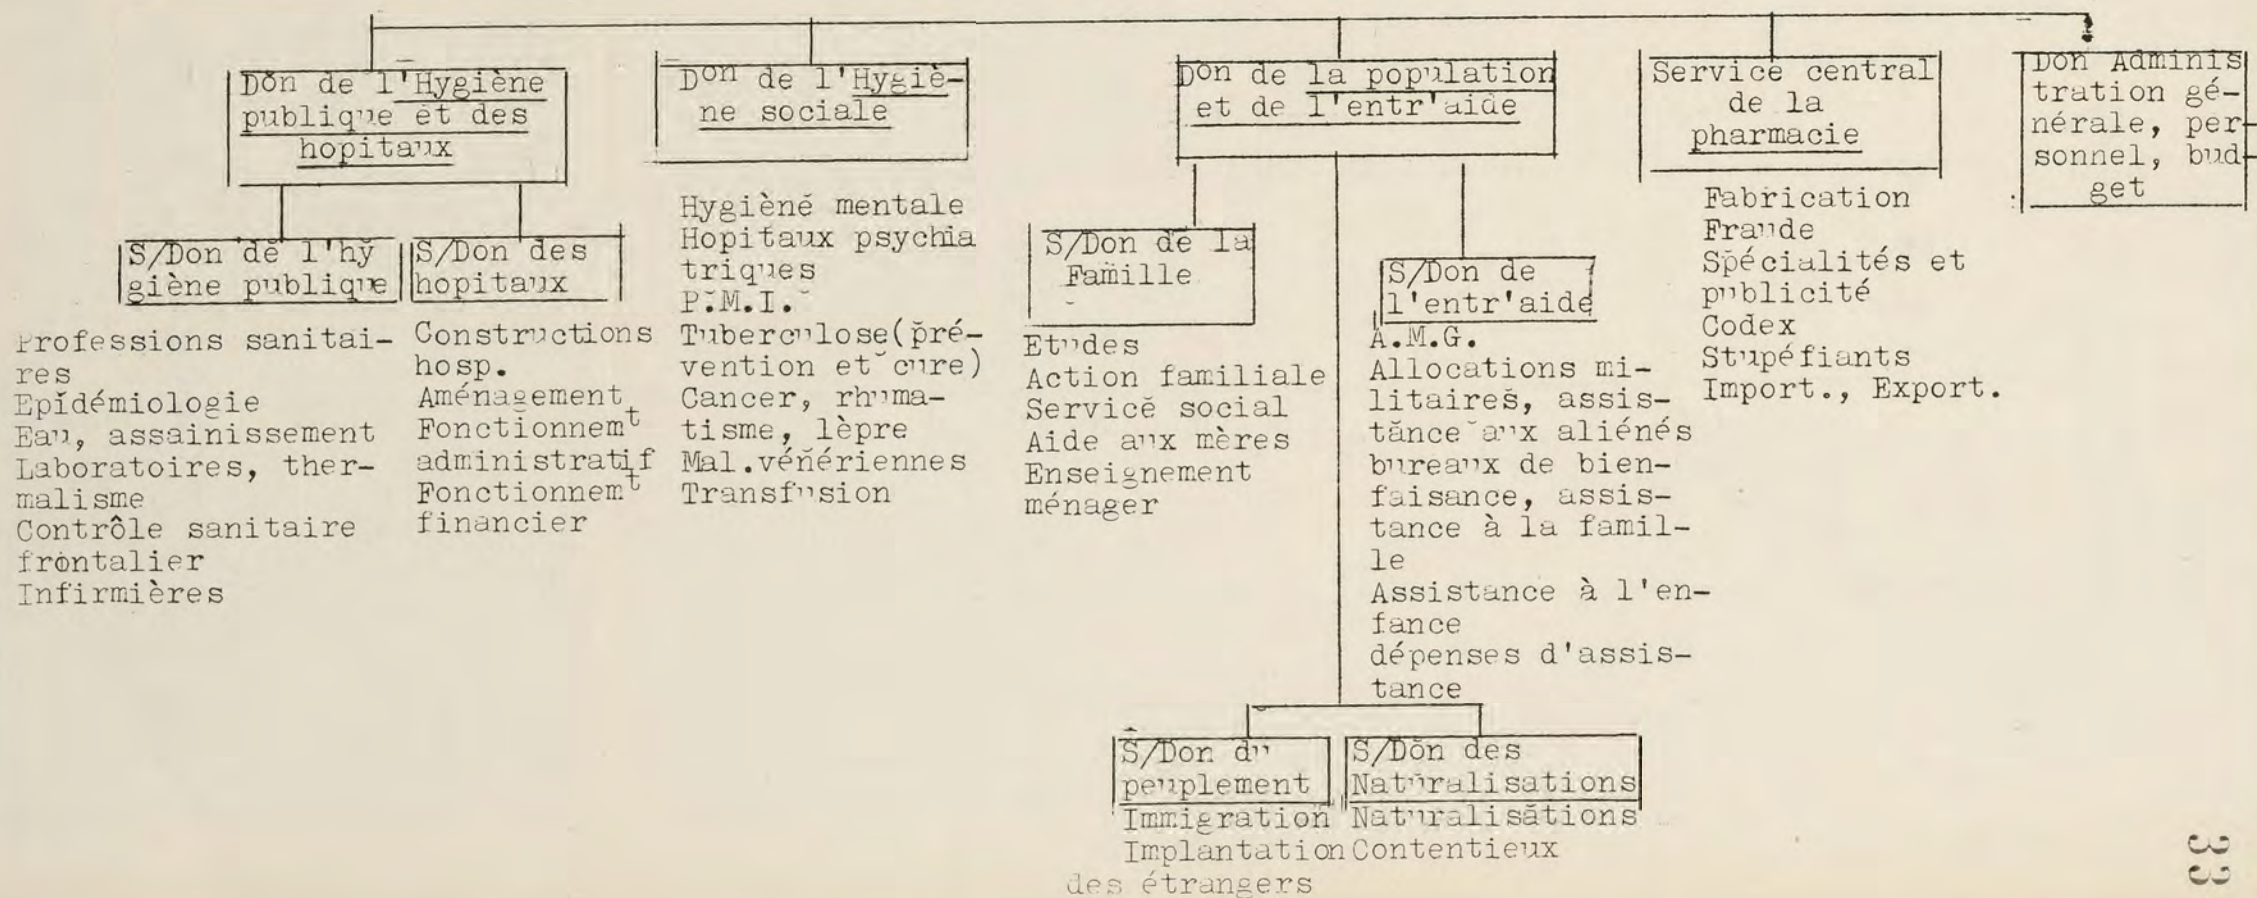 Don de l'Hygiène
publique et des
hopitaux
S/Don de l'hy
giène publique
Professions sanitai-
res
Epidémiologie
Eau, assainissement
Laboratoires, ther-
malisme
Contrôle sanitaire
frontalier
Infirmières
S/Don des
hopitaux
Constructions
hosp.
Aménagement
Fonctionnemt
administratif
Fonctionnemt
financier
Don de l'Hygiè-
ne sociale
Hygiène mentale
Hopitaux psychia
triques
P.M.I.
Tuberculose(pré-
vention et cure)
Cancer, rhuma-
tisme, lèpre
Mal.vénériennes
Transfusion
Don de la population
et de l'entr'aide
S/Don de la
Famille
Etudes
Action familiale
Service social
Aide aux mères
Enseignement
ménager
S/Don de
l'entr'aide
A.M.G.
Allocations mi-
litaires, assis-
tance aux aliénés
bureaux de bien-
faisance, assis-
tance à la famil-
le
Assistance à l'en-
fance
dépenses d'assis-
tance
S/Don du
peuplement
Immigration
Implantation
des étrangers
S/Don des
Naturalisations
Naturalisations
Contentieux
Service central
de la
pharmacie
Fabrication
Fraude
Spécialités et
publicité
Codex
Stupéfiants
Import., Export.
Don Adminis
tration gé-
nérale, per-
sonnel, bud-
get
33